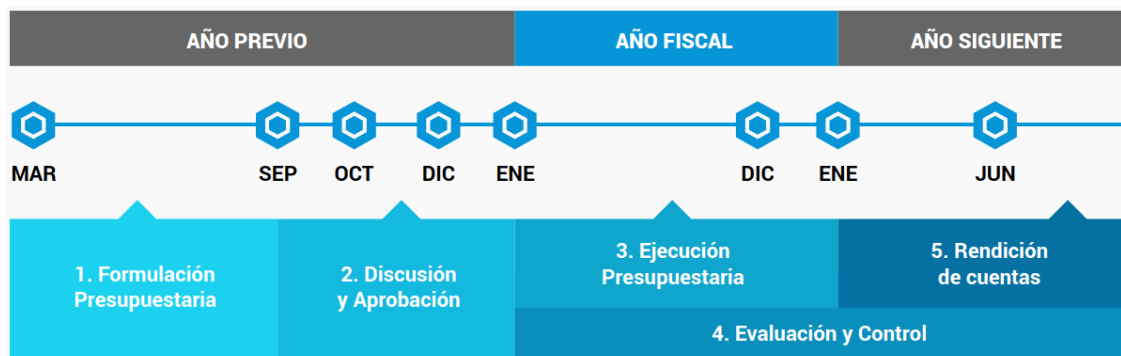 AÑO PREVIO
AÑO FISCAL
AÑO SIGUIENTE
MAR
SEP
OCT
DIC
ENE
DIC
ENE
JUN
1. Formulación
Presupuestaria
2. Discusión
y Aprobación
3. Ejecución
Presupuestaria
5. Rendición
de cuentas
4. Evaluación y Control